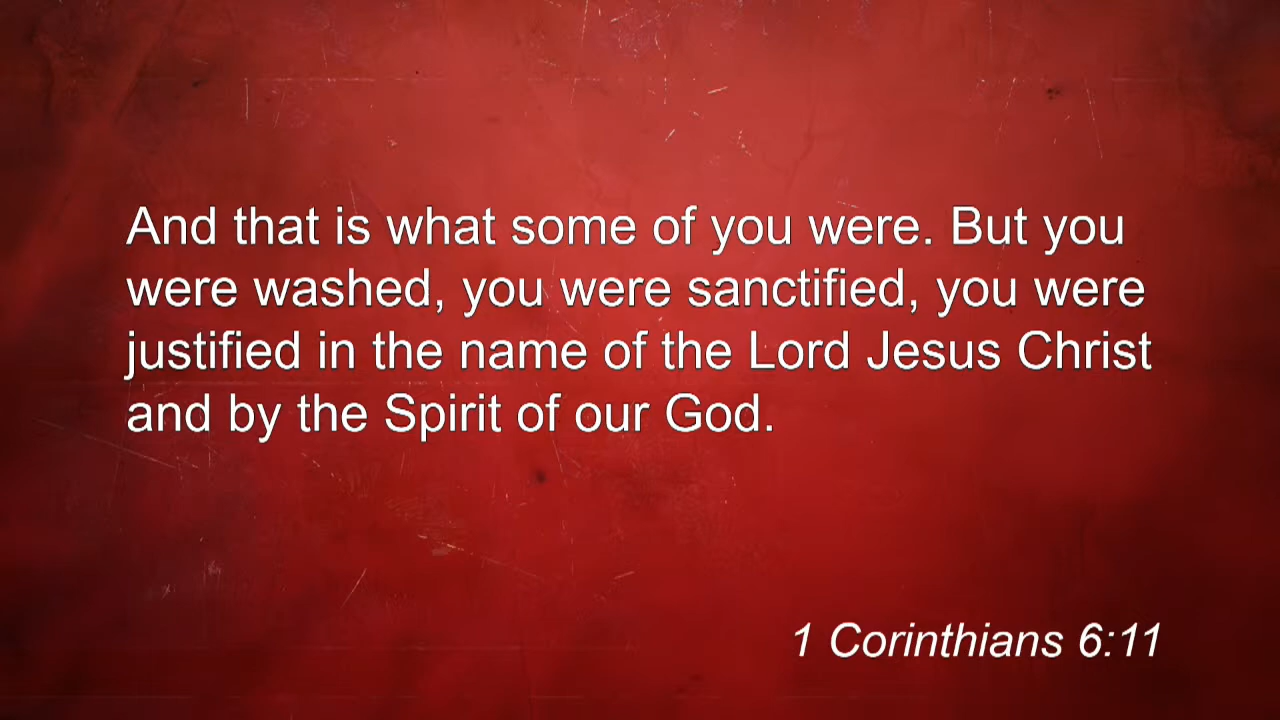 And that is what some of you were. But you
were washed, you were sanctified, you were
justified in the name of the Lord Jesus Christ
and by the Spirit of our God.
1 Corinthians 6:11